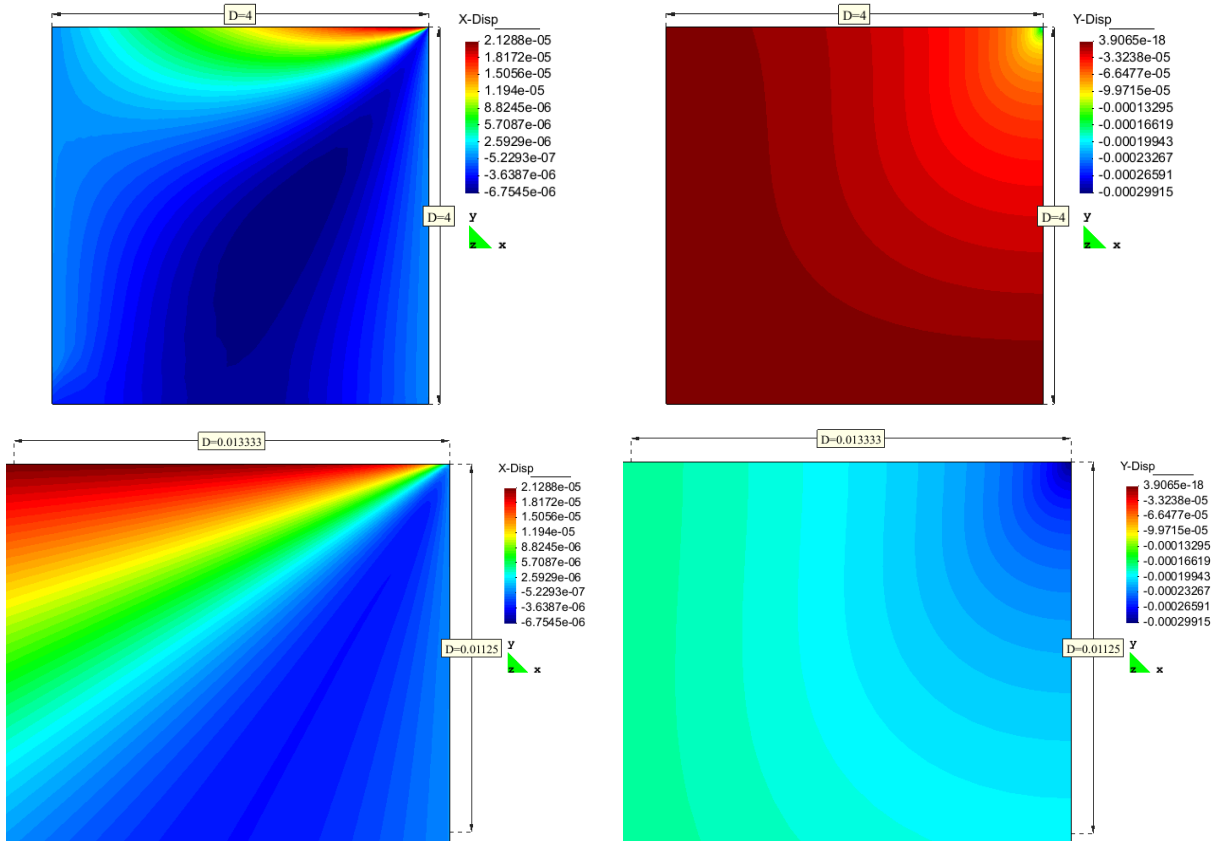 D=4
X-Disp
2.1288e-05
1.8172e-05
1.5056e-05
1.194e-05
8.8245e-06
5.7087e-06
2.5929e-06
-5.2293e-07
-3.6387e-06
-6.7545e-06
D=4
y
z x
D=4
Y-Disp
3.9065e-18
-3.3238e-05
-6.6477e-05
-9.9715e-05
-0.00013295
-0.00016619
-0.00019943
-0.00023267
-0.00026591
-0.00029915
D=4
y
z x
D=0.013333
X-Disp
2.1288e-05
1.8172e-05
1.5056e-05
1.194e-05
8.8245e-06
5.7087e-06
2.5929e-06
-5.2293e-07
-3.6387e-06
-6.7545e-06
D=0.01125
y
z x
D=0.013333
Y-Disp
3.9065e-18
-3.3238e-05
-6.6477e-05
-9.9715e-05
-0.00013295
-0.00016619
-0.00019943
-0.00023267
-0.00026591
-0.00029915
D=0.01125
y
z x